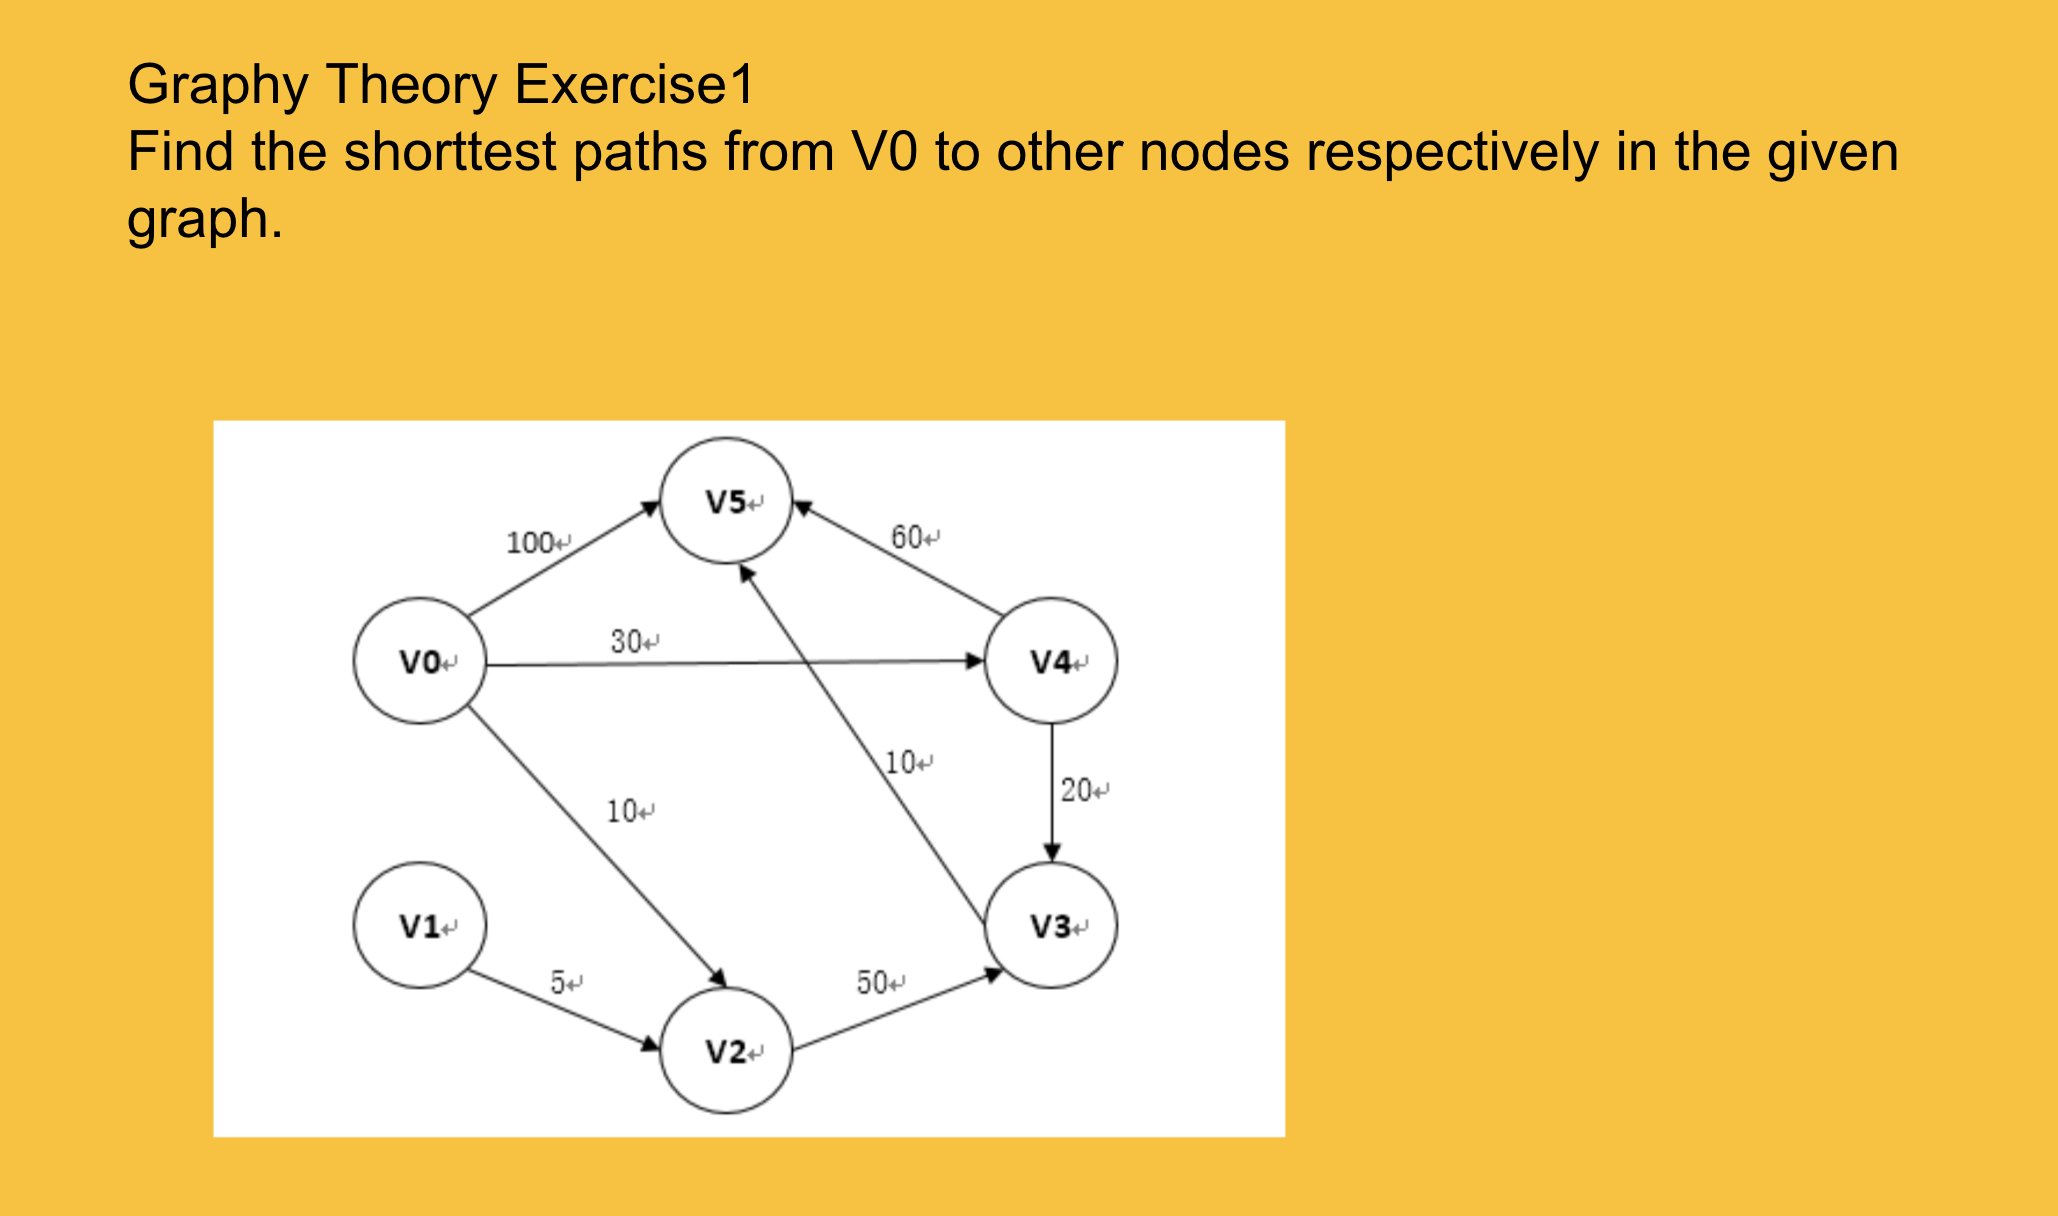 Graphy Theory Exercise1
Find the shorttest paths from V0 to other nodes respectively in the given
graph.
V5↵
100↵
60↵
V0↵
30↵
V4↵
10↵
20↵
10↵
V1↵
V3↵
5↵
50↵
V2↵